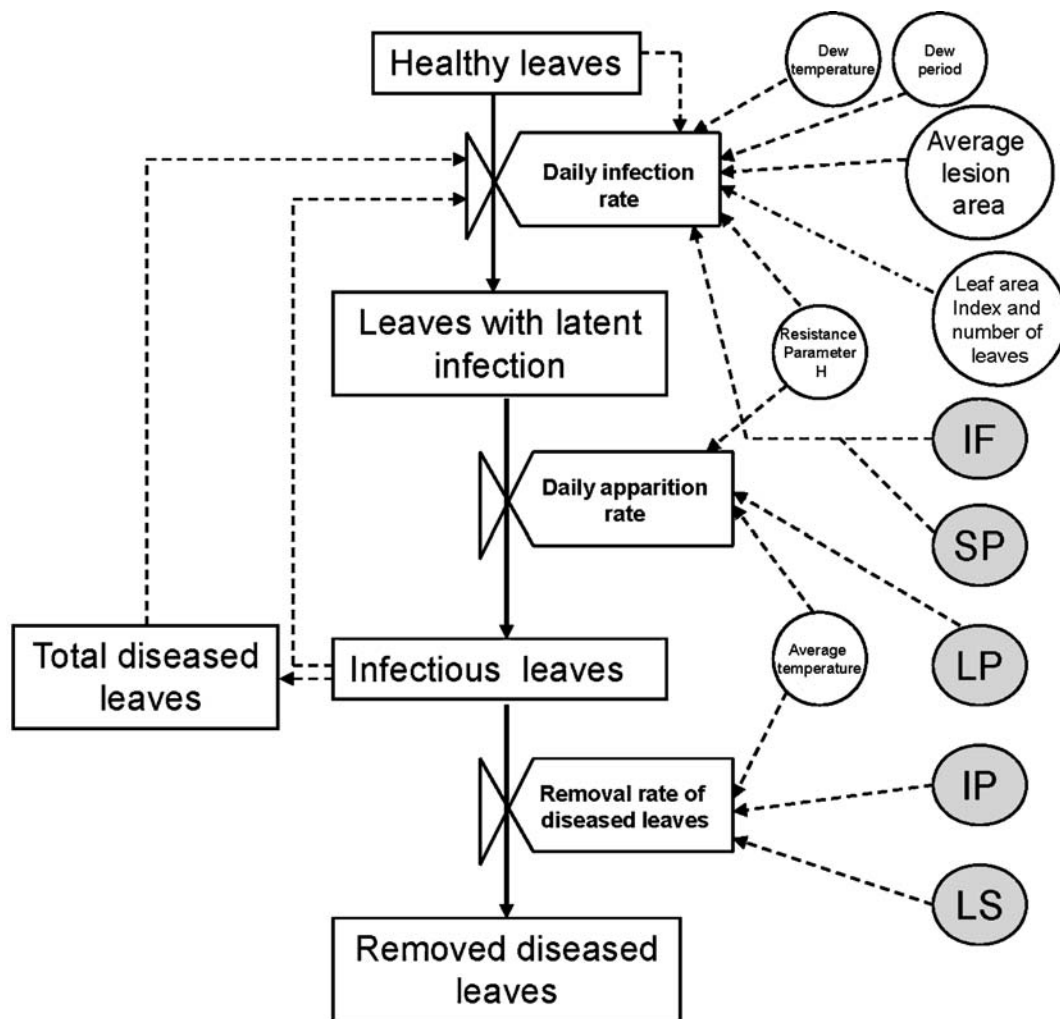 Healthy leaves
Dew
temperature
Dew
period
Daily infection
rate
Average
lesion
area
Leaf area
Index and
number of
leaves
Leaves with latent
infection
Resistance
Parameter
H
IF
Daily apparition
rate
SP
Total diseased
leaves
Infectious leaves
Average
temperature
LP
Removal rate of
diseased leaves
IP
LS
Removed diseased
leaves